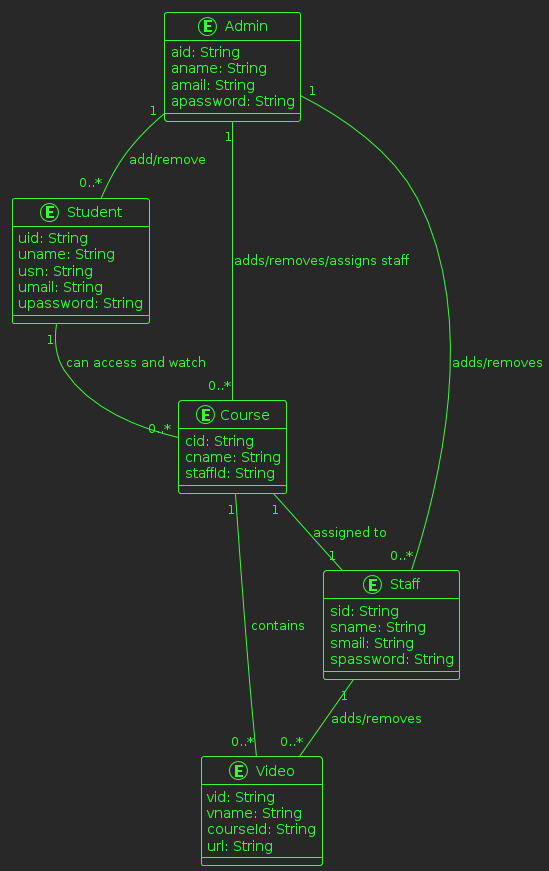 E Admin
aid: String
aname: String
amail: String
apassword: String
1
1
1
add/remove
0..*
E Student
uid: String
uname: String
usn: String
umail: String
upassword: String
adds/removes/assigns staff
1
can access and watch
adds/removes
0..*
0..*
E Course
cid: String
cname: String
staffId: String
1
1
assigned to
1
0..*
E Staff
sid: String
sname: String
smail: String
spassword: String
contains
1
adds/removes
0..*
0..*
E Video
vid: String
vname: String
courseId: String
url: String